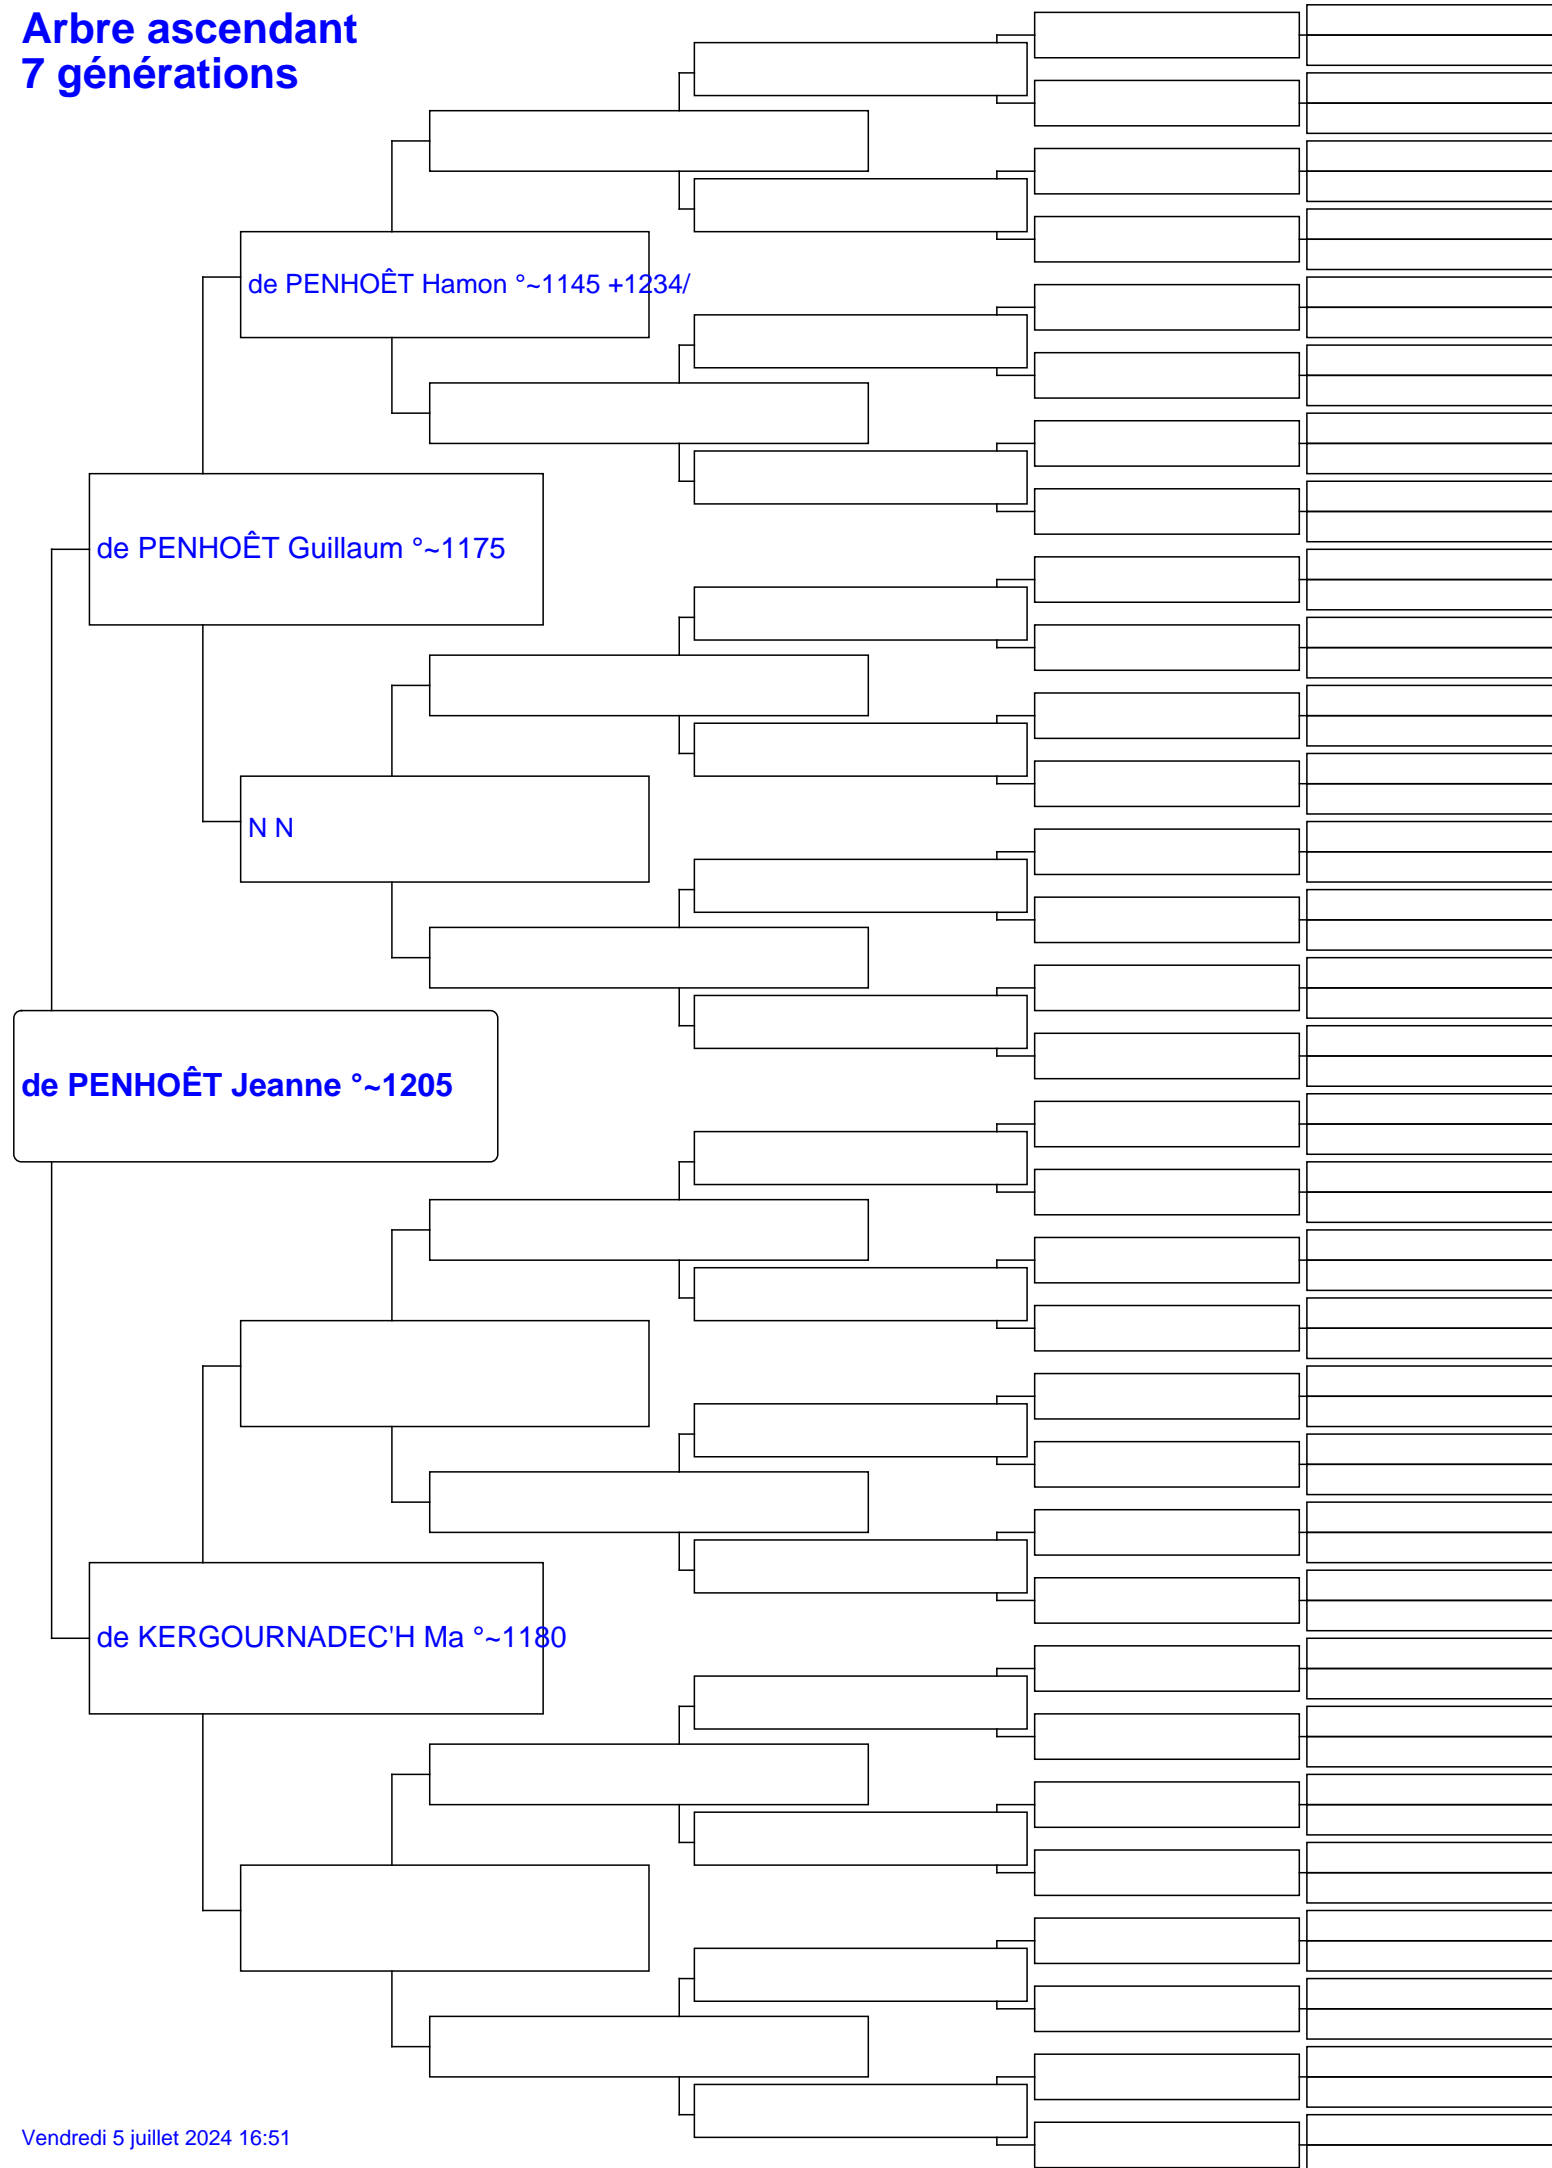 Arbre ascendant
7 générations
de PENHOÊT Hamon °~1145 +1234/
de PENHOÊT Guillaum °~1175
N N
de PENHOÊT Jeanne °~1205
de KERGOURNADEC'H Ma °~1180
Vendredi 5 juillet 2024 16:51